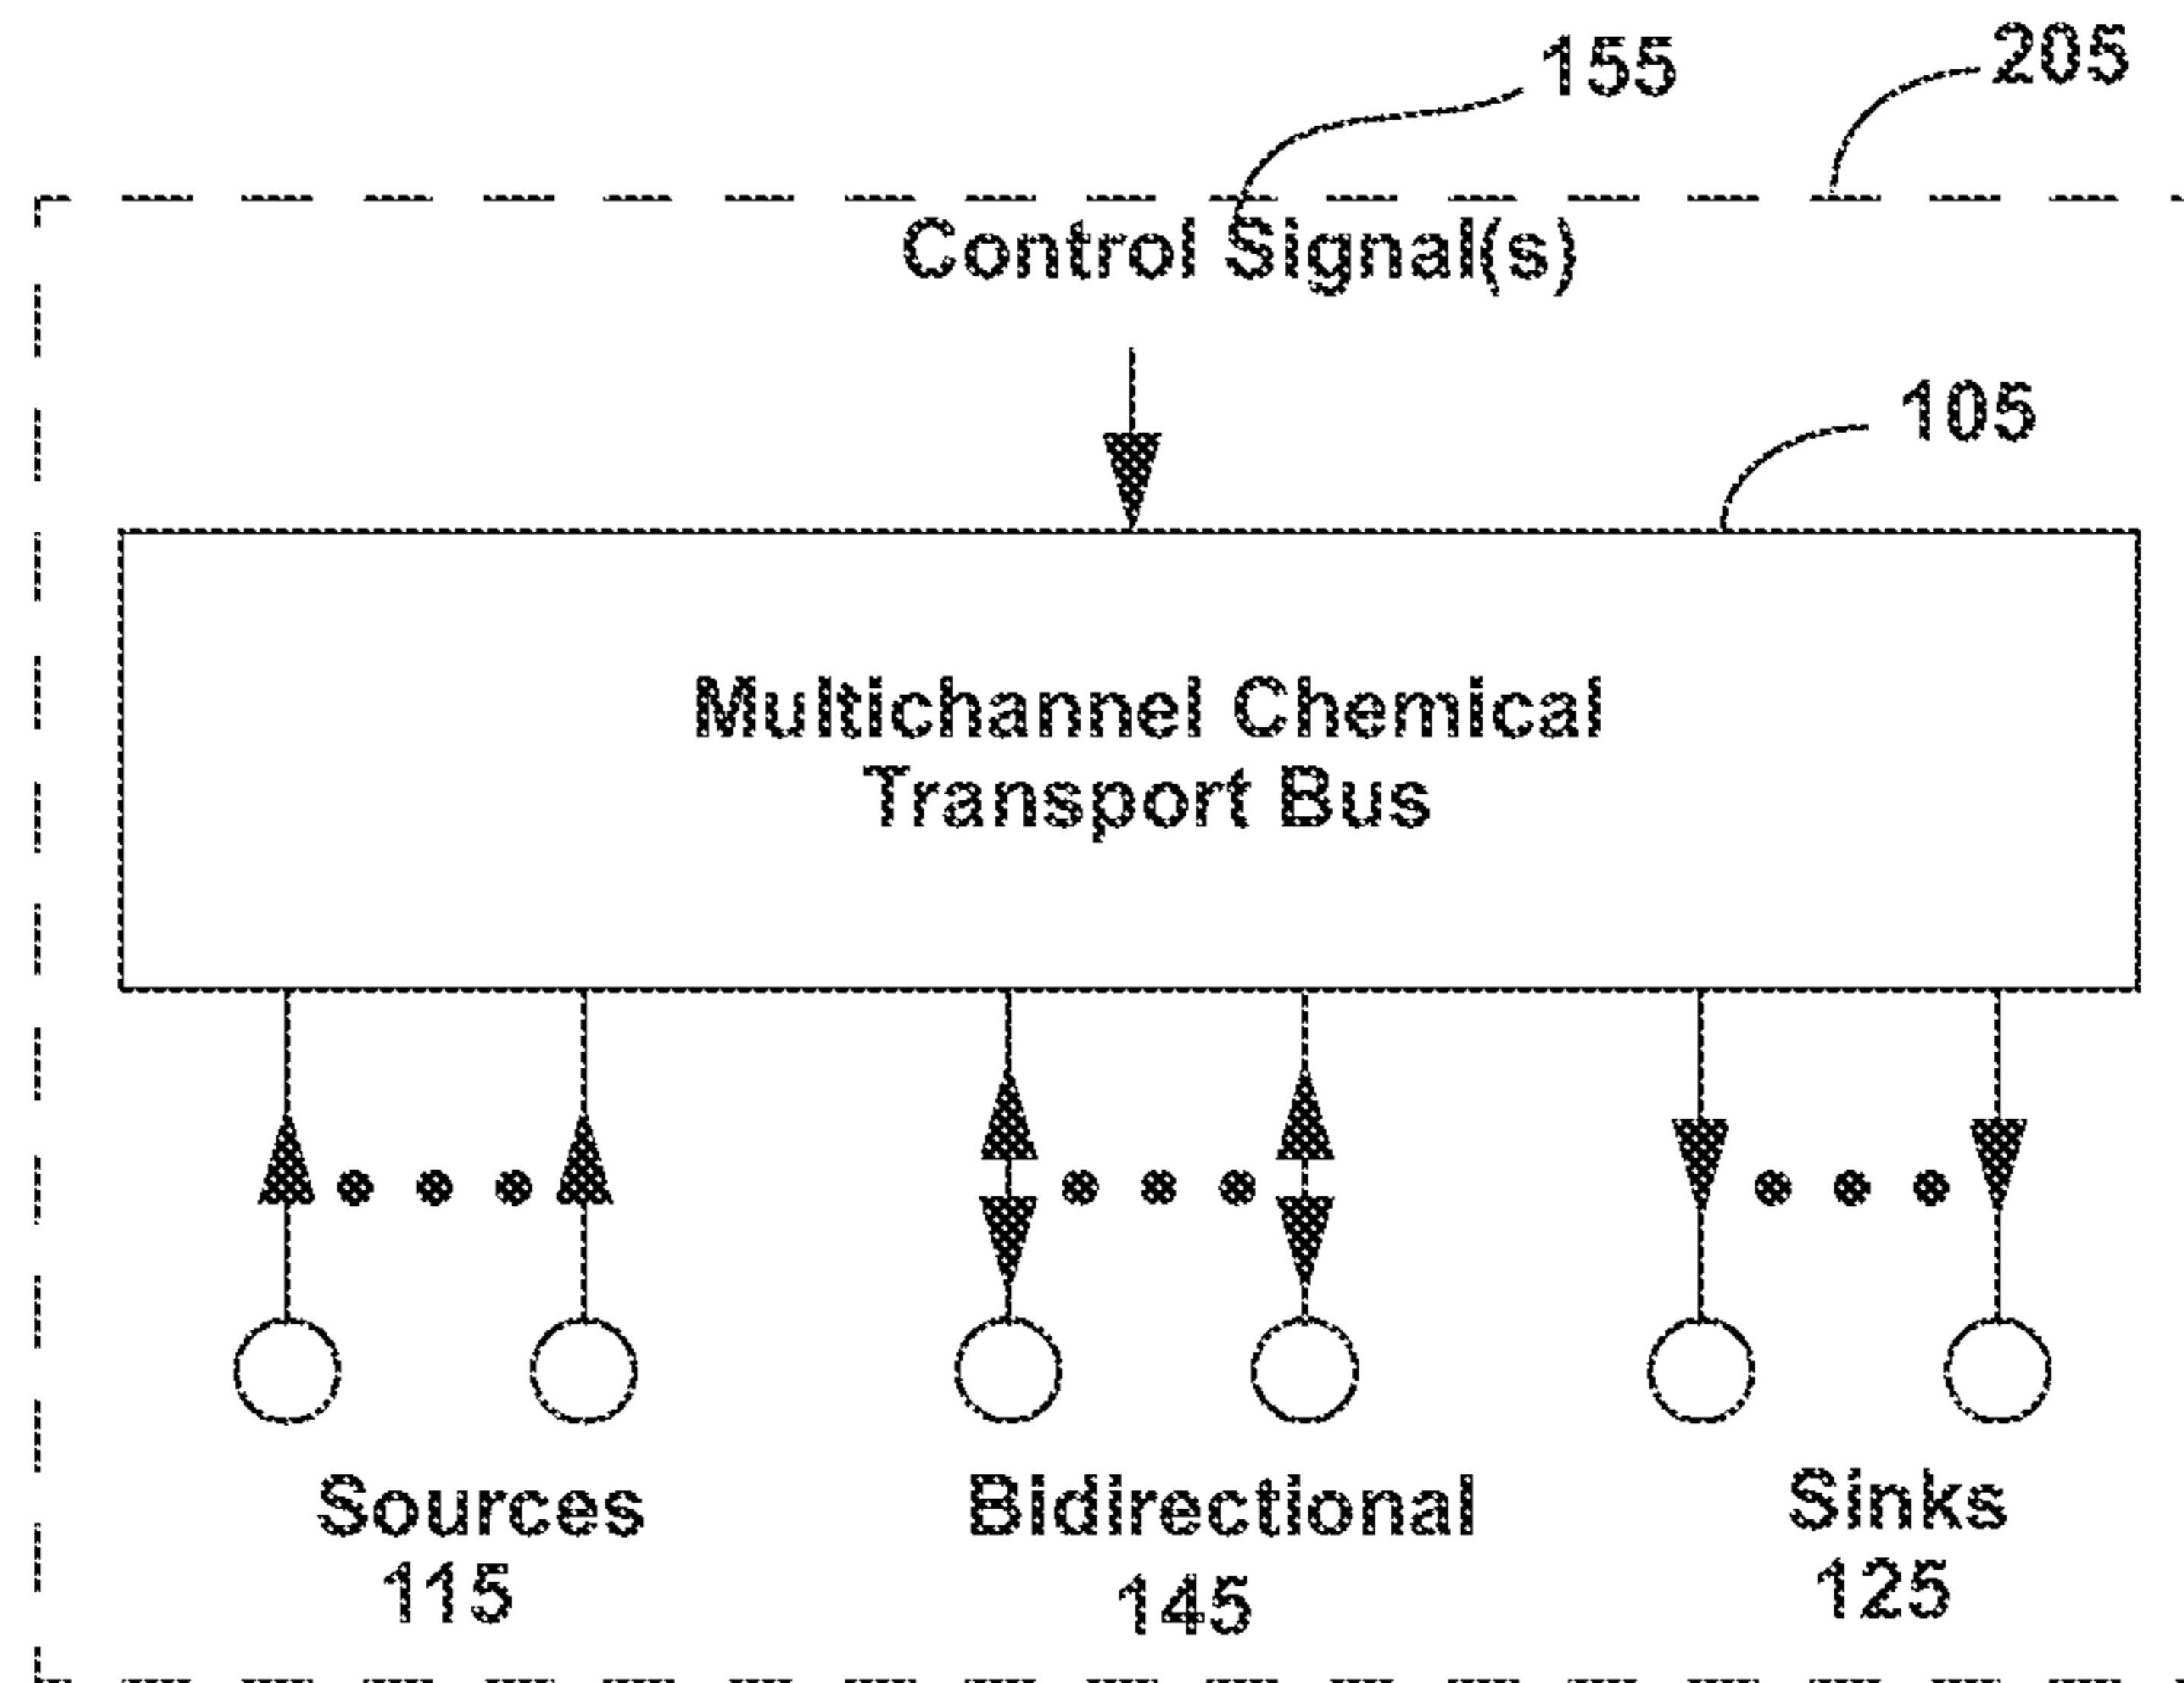 155
205
Control Signal(s)
105
Multichannel Chemical
Transport Bus
Sources
115
Bidirectional
145
Sinks
125